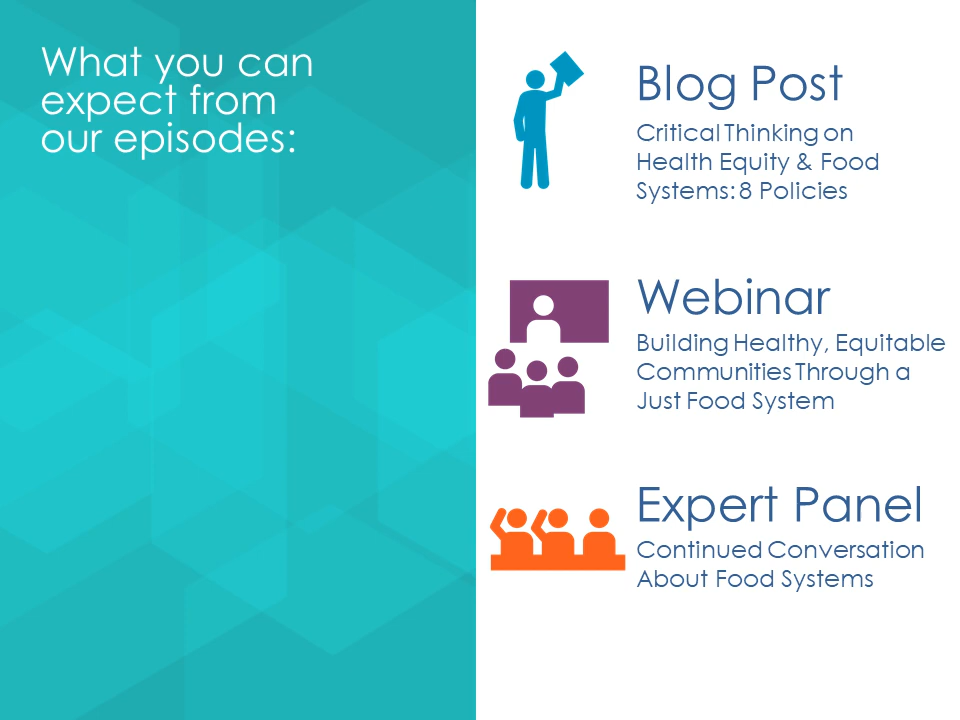 What you can
expect from
our episodes:
Blog Post
Critical Thinking on
Health Equity & Food
Systems: 8 Policies
Webinar
Building Healthy, Equitable
Communities Through a
Just Food System
Expert Panel
Continued Conversation
About Food Systems